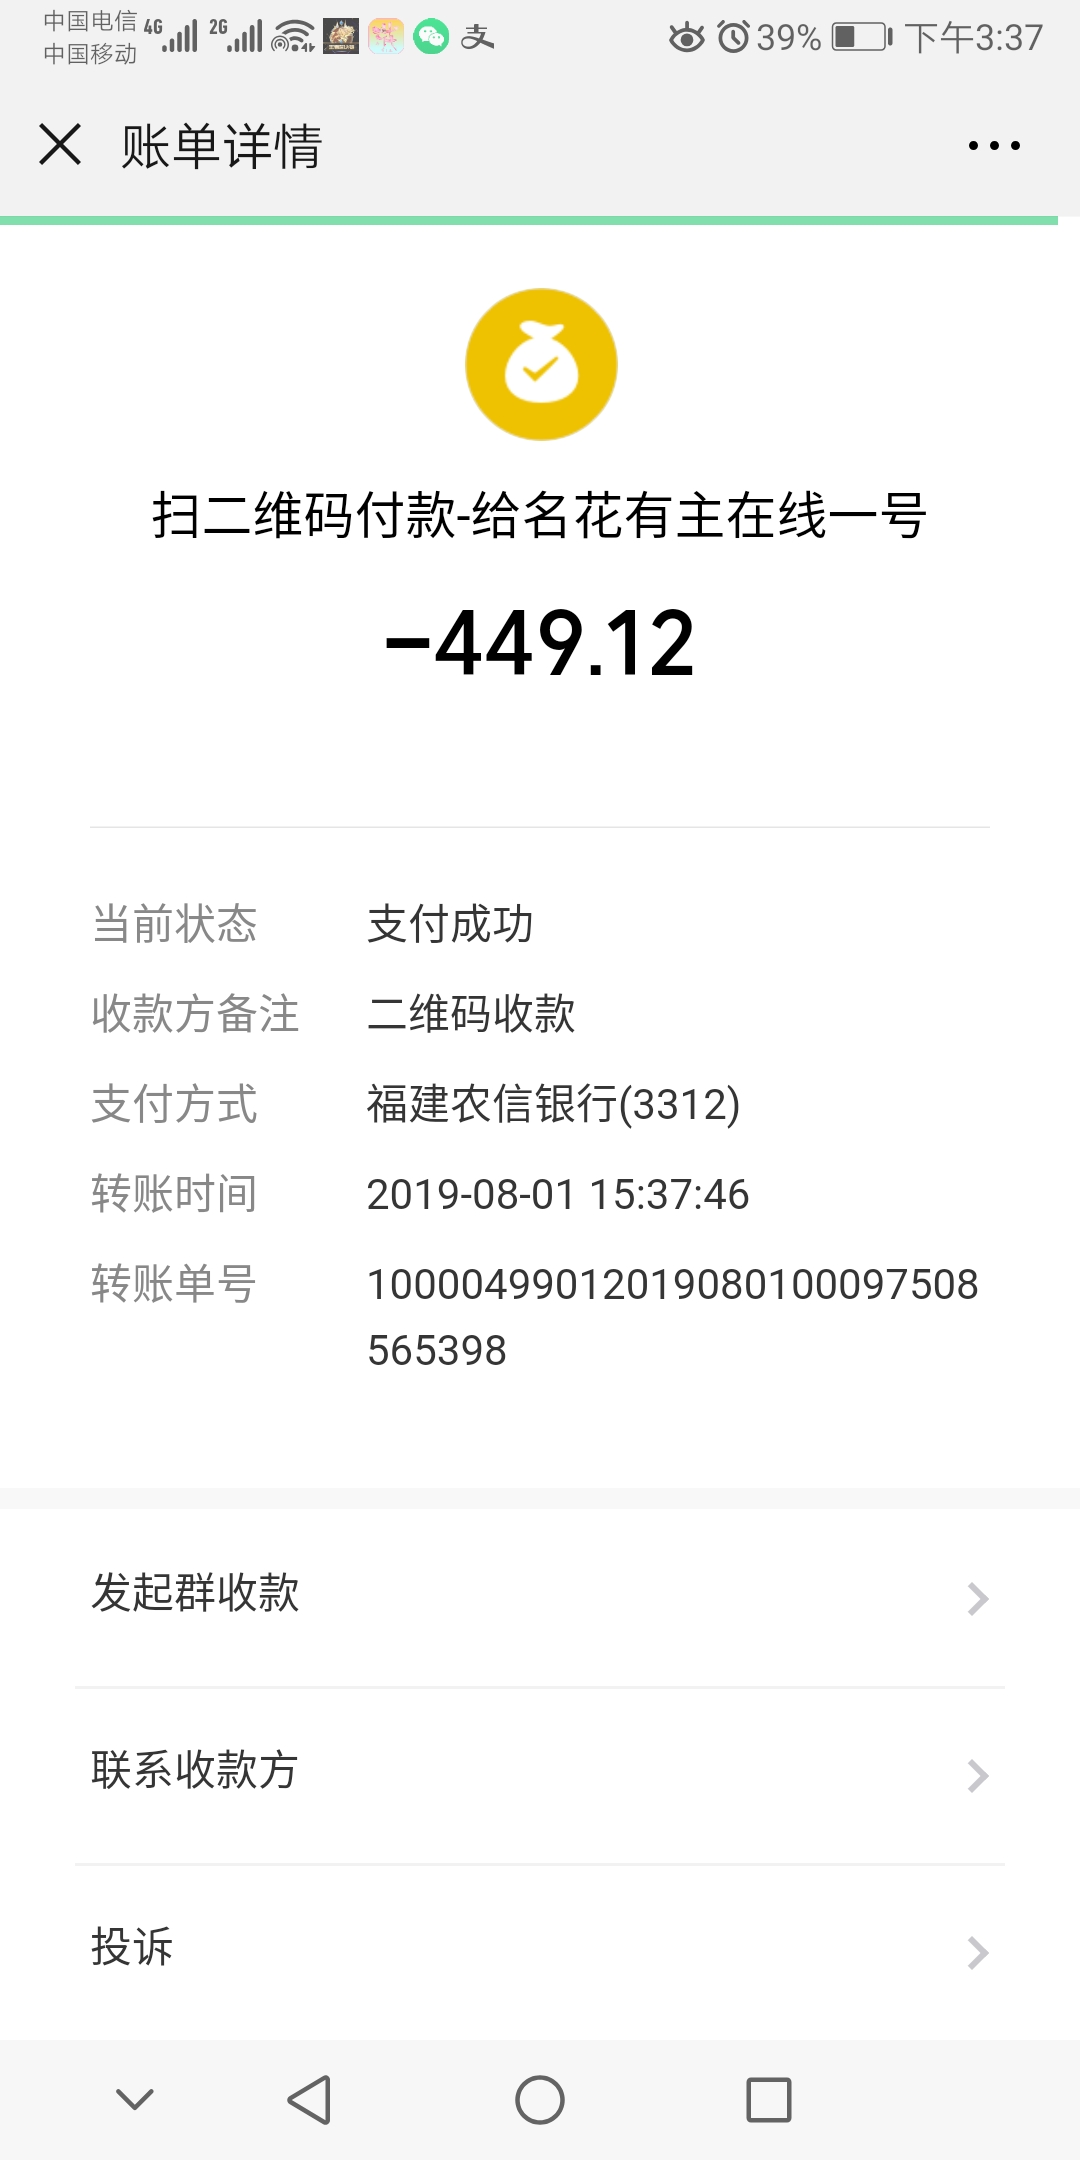 中国电信 4G 2G 39% 下午3:37
中国移动
账单详情
扫二维码付款-给名花有主在线一号
-449.12
当前状态 支付成功
收款方备注 二维码收款
支付方式 福建农信银行(3312)
转账时间 2019-08-01 15:37:46
转账单号 10000499012019080100097508
565398
发起群收款
联系收款方
投诉